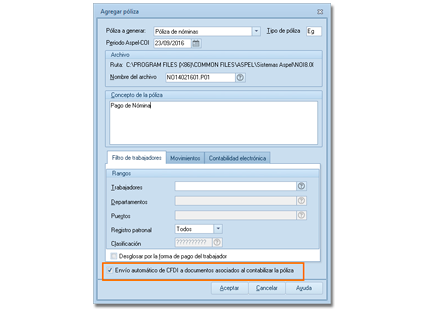 Agregar póliza
Póliza a generar: Póliza de nóminas Tipo de póliza Eg
Periodo Aspel-COI 23/09/2016
Archivo
Ruta: C:\PROGRAM FILES (X86)\COMMON FILES\ASPEL\Sistemas Aspel\NOI8.0\
Nombre del archivo NO14021601.P01
Concepto de la póliza
Pago de Nómina
Filtro de trabajadores Movimientos Contabilidad electrónica
Rangos
Trabajadores
Departamentos
Puestos
Registro patronal Todos
Clasificación ??????????
Desglosar por la forma de pago del trabajador
Envío automático de CFDI a documentos asociados al contabilizar la póliza
Aceptar Cancelar Ayuda